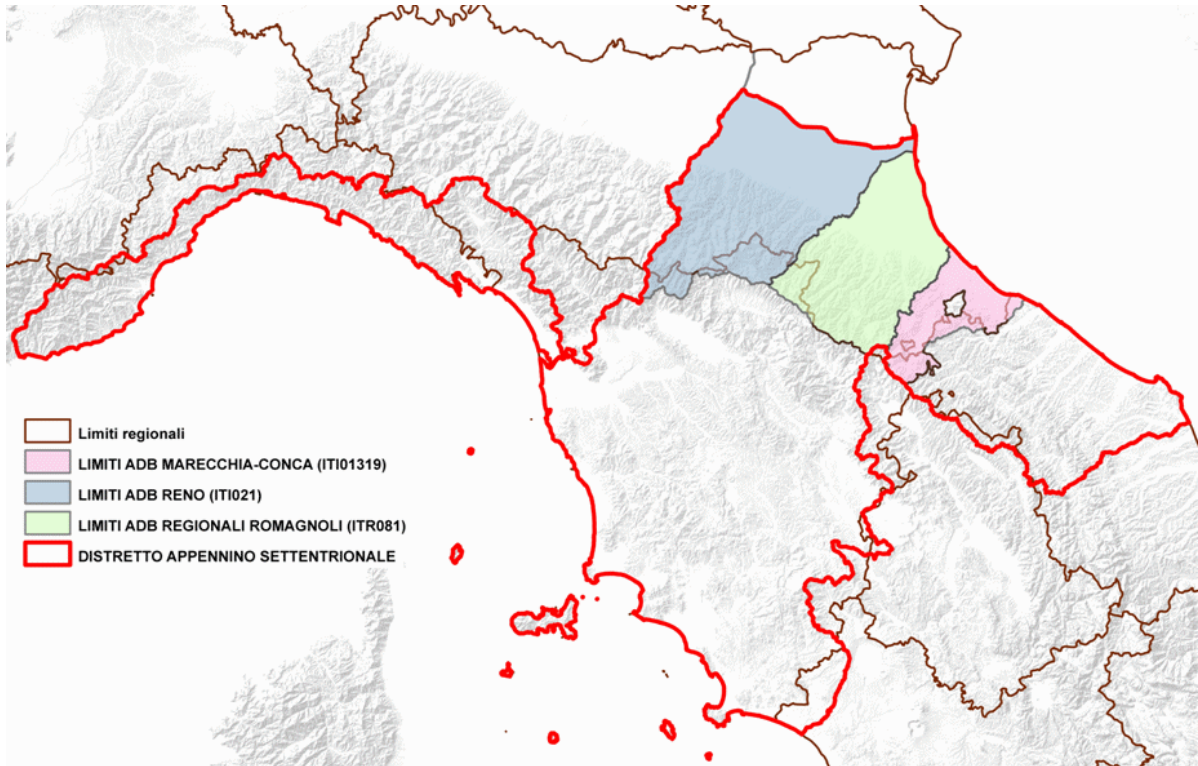 Limiti regionali
LIMITI ADB MARECCHIA-CONCA (ITI01319)
LIMITI ADB RENO (ITI021)
LIMITI ADB REGIONALI ROMAGNOLI (ITR081)
DISTRETTO APPENNINO SETTENTRIONALE